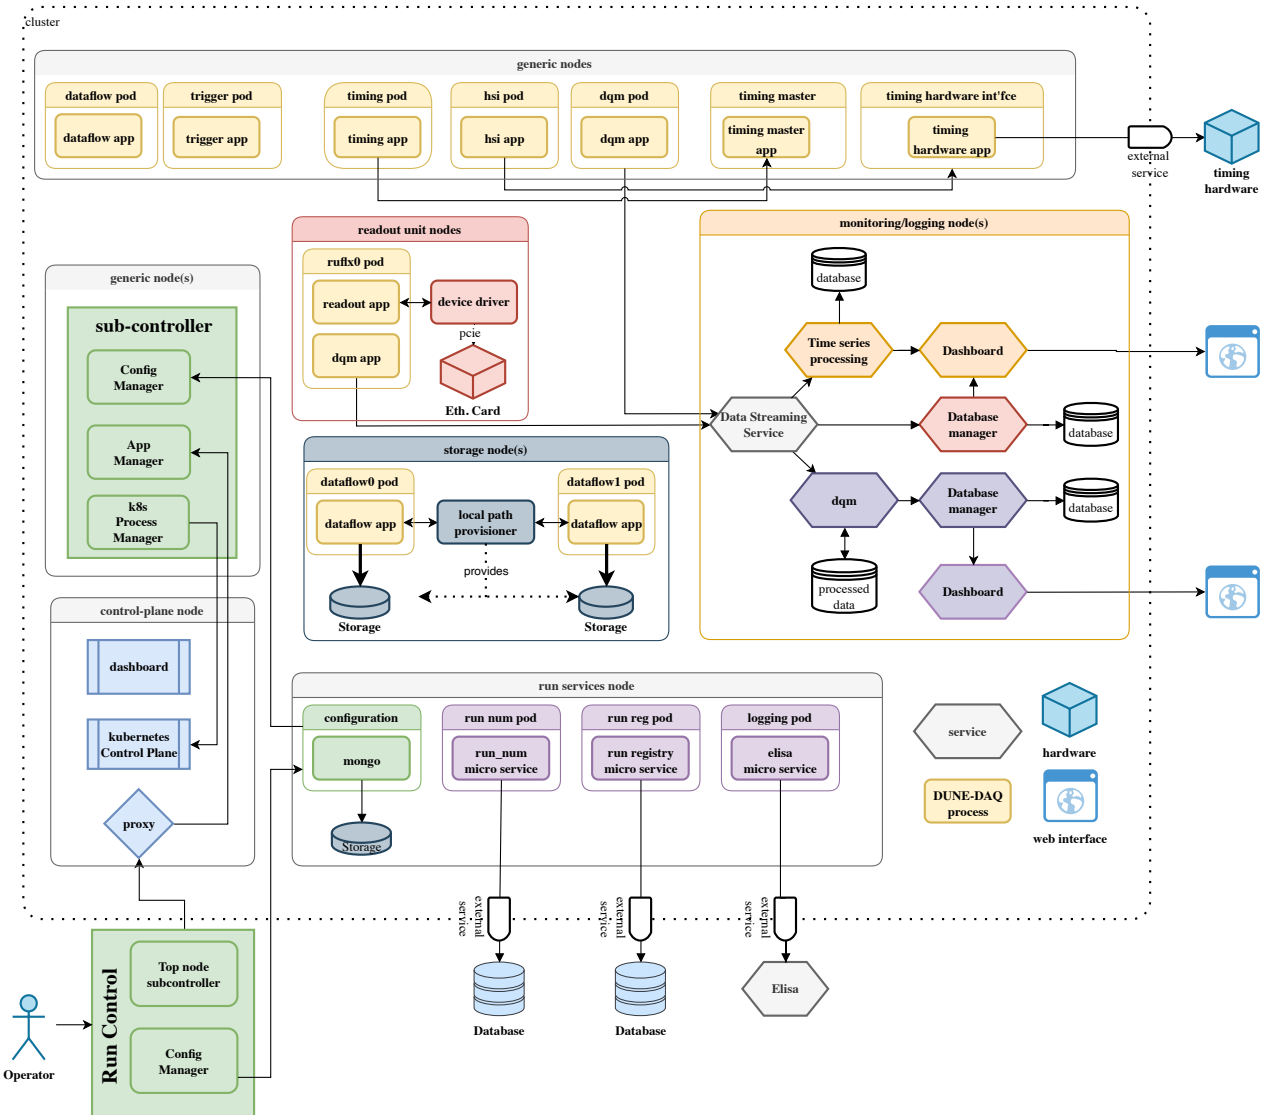 cluster
generic nodes
dataflow pod
dataflow app
trigger pod
trigger app
timing pod
timing app
hsi pod
hsi app
dqm pod
dqm app
timing master
timing master
app
timing hardware int'fce
timing
hardware app
external
service
timing
hardware
readout unit nodes
ruflx0 pod
readout app
dqm app
device driver
pcie
Eth. Card
monitoring/logging node(s)
database
Time series
processing
Dashboard
Data Streaming
Service
Database
manager
database
dqm
Database
manager
database
processed
data
Dashboard
generic node(s)
sub-controller
Config
Manager
App
Manager
k8s
Process
Manager
storage node(s)
dataflow0 pod
dataflow app
local path
provisioner
dataflow1 pod
dataflow app
provides
Storage
Storage
control-plane node
dashboard
kubernetes
Control Plane
proxy
run services node
configuration
mongo
Storage
run num pod
run_num
micro service
run reg pod
run registry
micro service
logging pod
elisa
micro service
service
hardware
DUNE-DAQ
process
web interface
external
service
external
service
external
service
Database
Database
Elisa
Run Control
Top node
subcontroller
Config
Manager
Operator